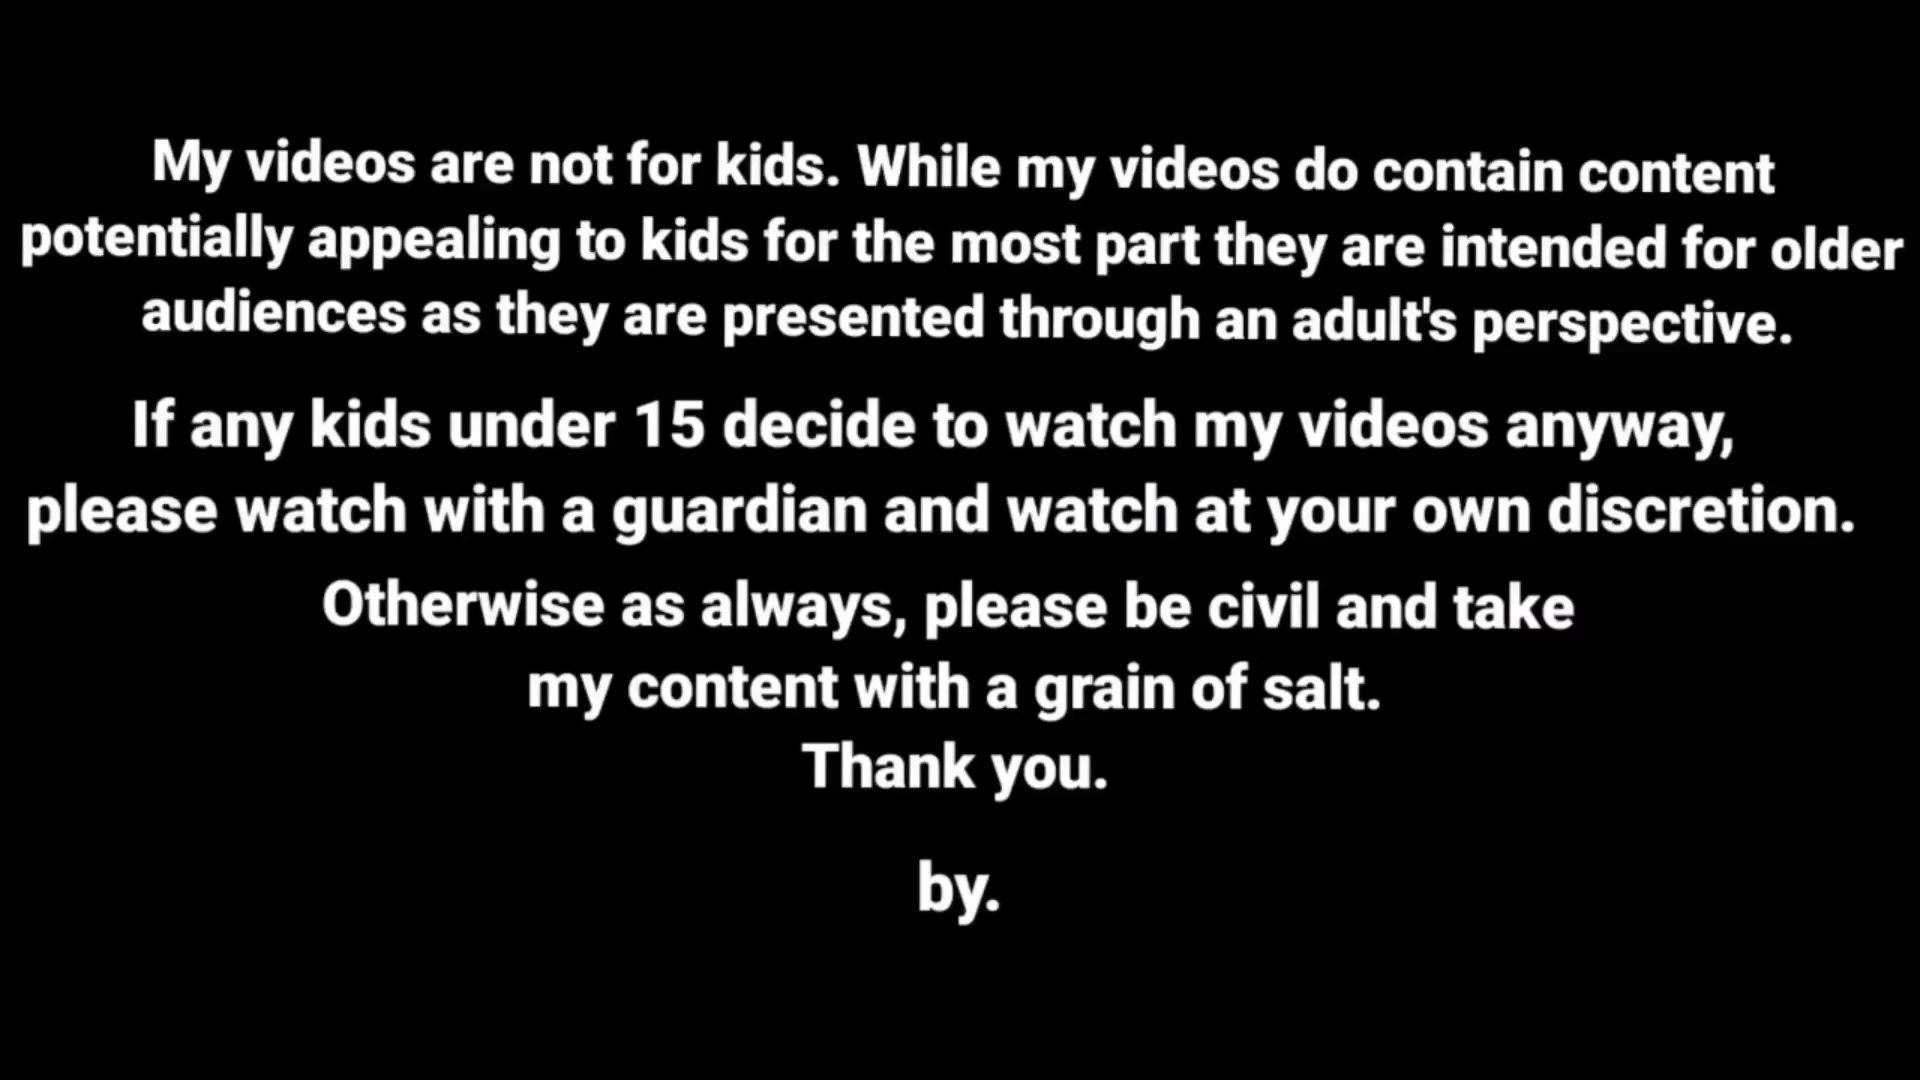 My videos are not for kids. While my videos do contain content
potentially appealing to kids for the most part they are intended for older
audiences as they are presented through an adult's perspective.
If any kids under 15 decide to watch my videos anyway,
please watch with a guardian and watch at your own discretion.
Otherwise as always, please be civil and take
my content with a grain of salt.
Thank you.
by.